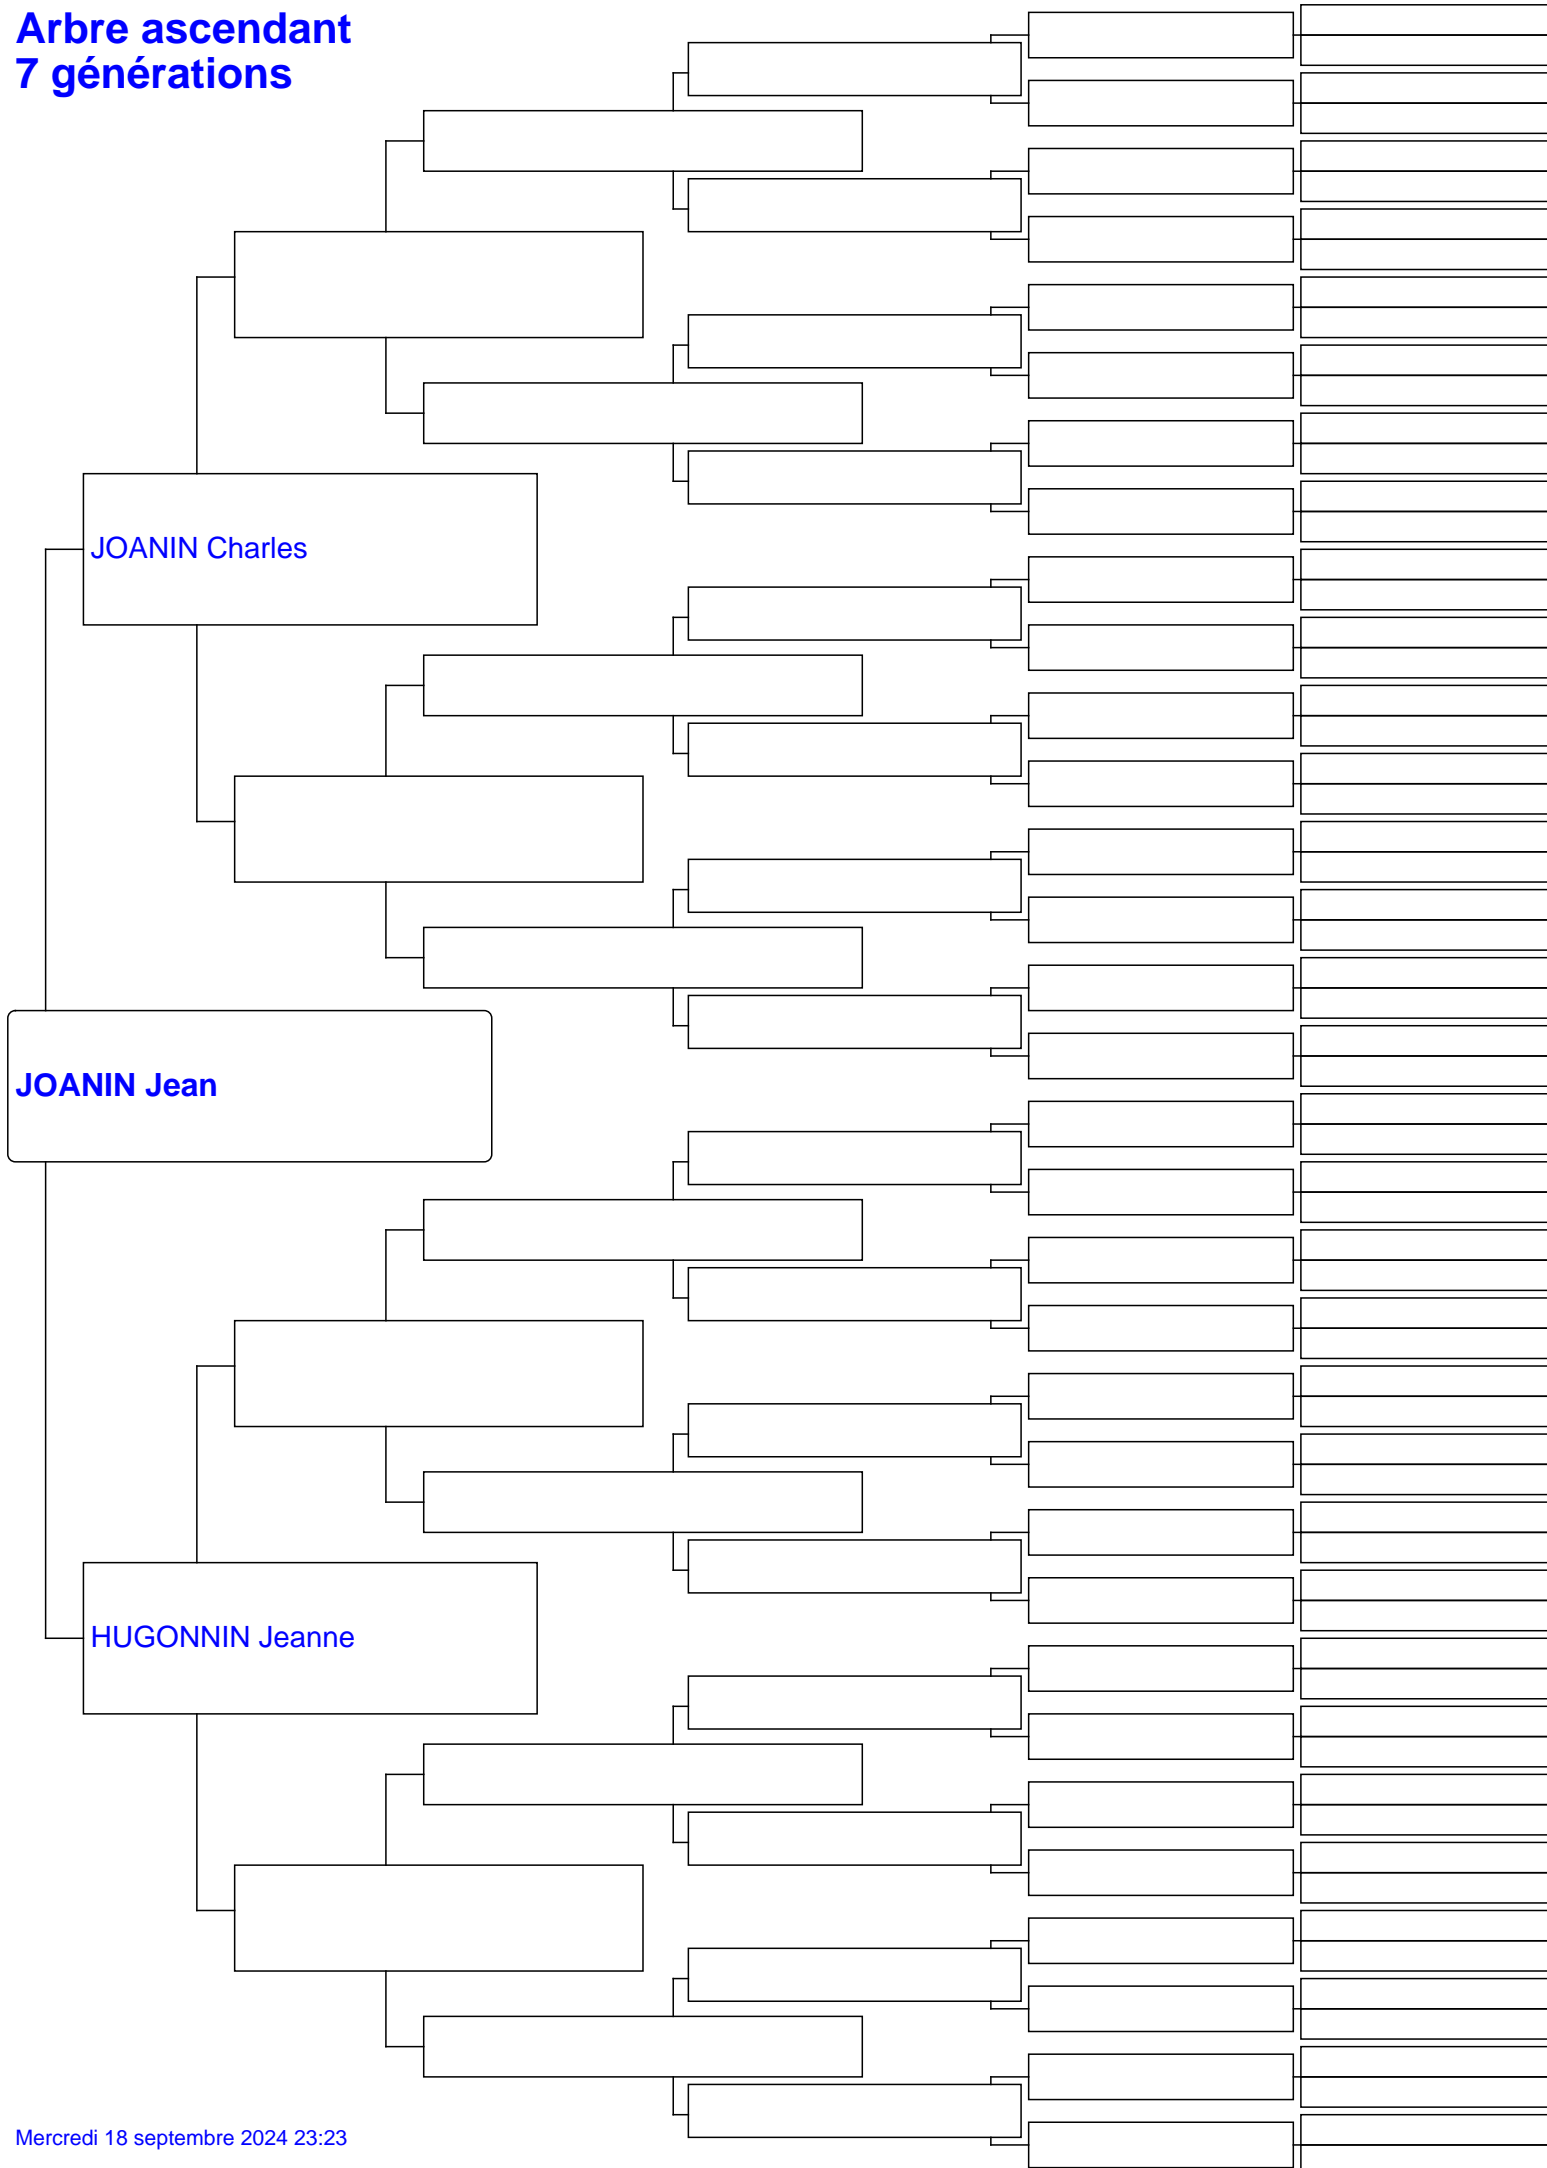 Arbre ascendant
7 générations
JOANIN Charles
JOANIN Jean
HUGONNIN Jeanne
Mercredi 18 septembre 2024 23:23